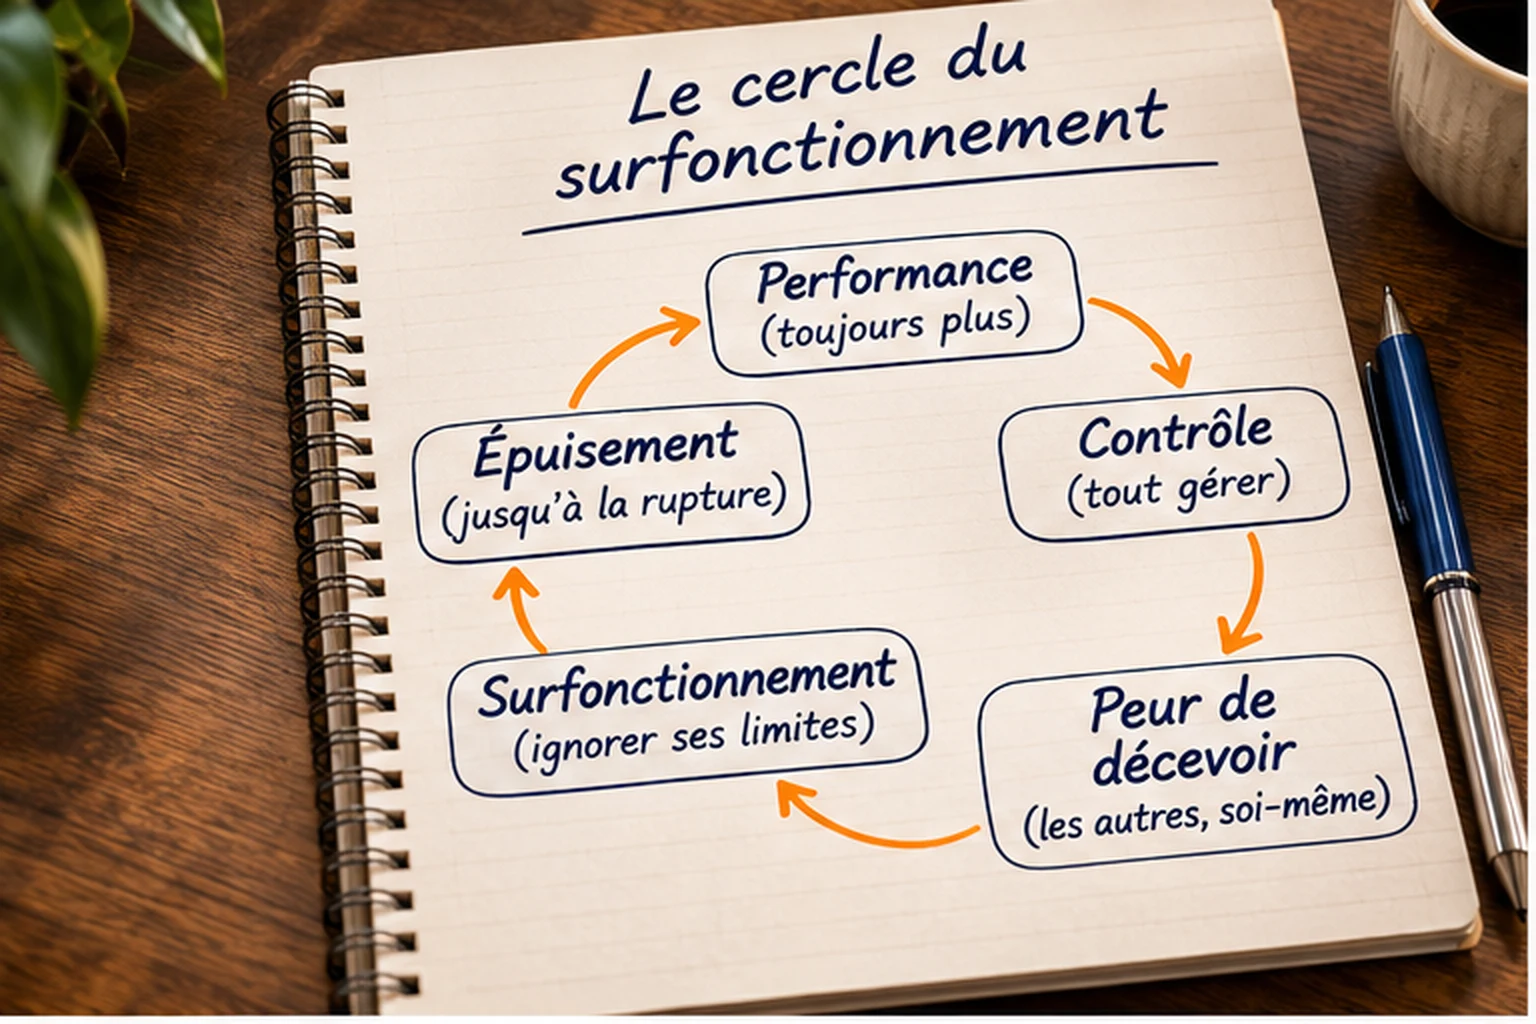 Le cercle du
surfonctionnement
Performance
(toujours plus)
Contrôle
(tout gérer)
Peur de
décevoir
(les autres, soi-même)
Surfonctionnement
(ignorer ses limites)
Épuisement
(jusqu'à la rupture)